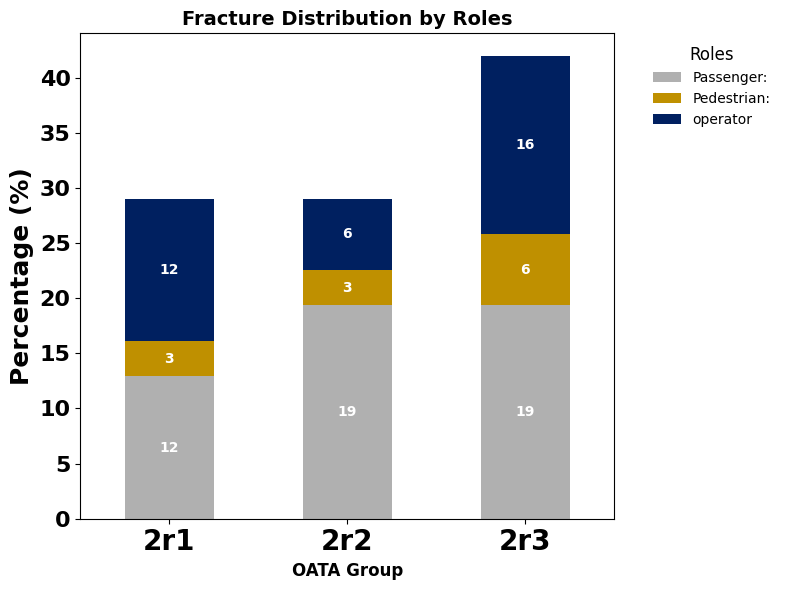 Fracture Distribution by Roles
Percentage (%)
40
35
30
25
20
15
10
5
0
12
3
12
6
3
19
16
6
19
2r1 2r2 2r3
OATA Group
Roles
Passenger:
Pedestrian:
operator